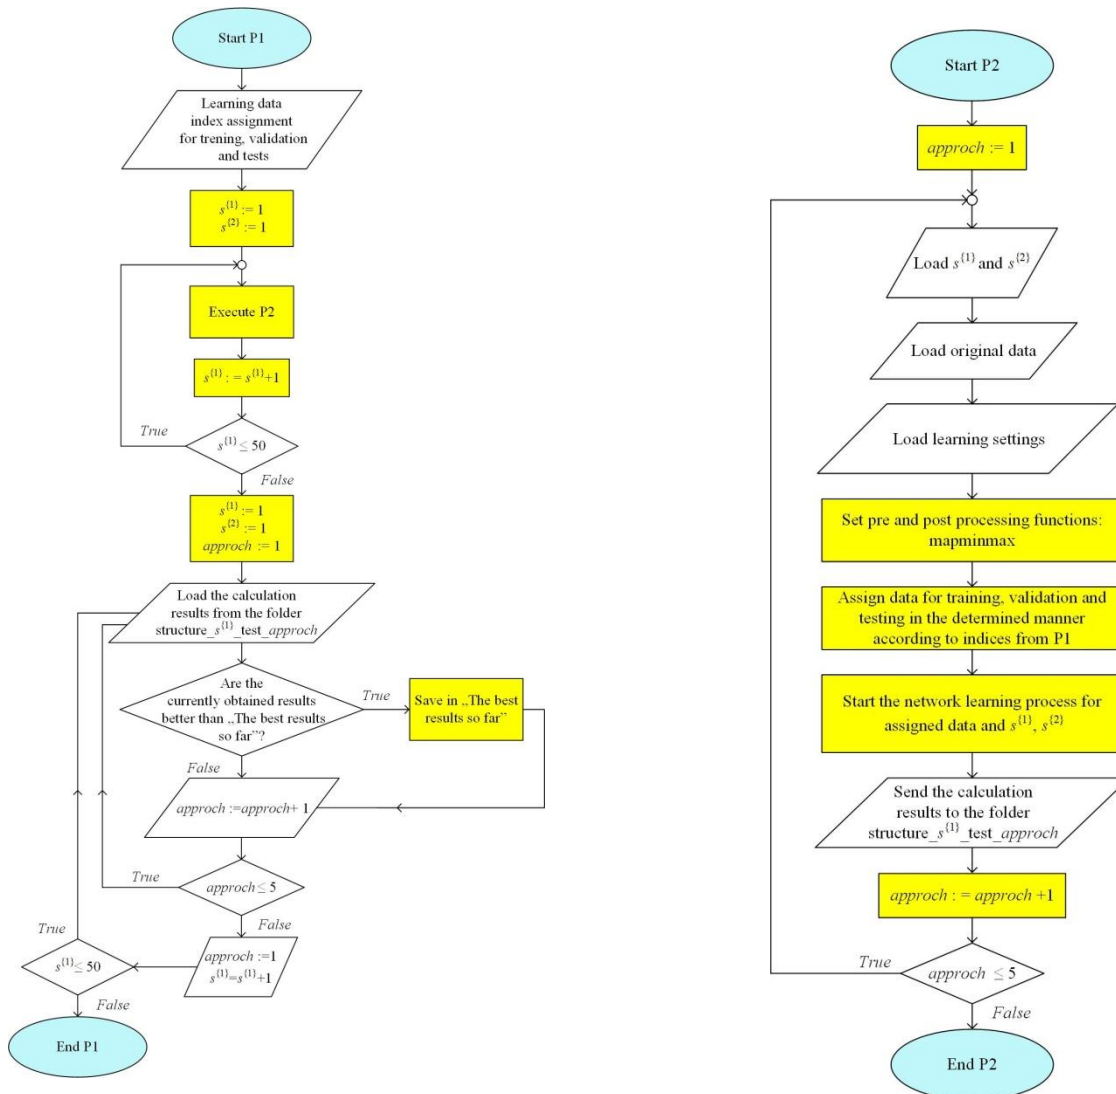 Start P1
Learning data
index assignment
for trening, validation
and tests
s^{1} := 1
s^{2} := 1
Execute P2
s^{1} : = s^{1}+1
True
s^{1} ≤ 50
False
s^{1} := 1
s^{2} := 1
approch := 1
Load the calculation
results from the folder
structure_s^{1}_test_approch
Are the
currently obtained results
better than „The best results
so far”?
True
Save in „The best
results so far”
False
approch :=approch+ 1
True
approch ≤ 5
False
approch :=1
s^{1}=s^{1}+1
True
s^{1} ≤ 50
False
End P1
Start P2
approch := 1
Load s^{1} and s^{2}
Load original data
Load learning settings
Set pre and post processing functions:
mapminmax
Assign data for training, validation and
testing in the determined manner
according to indices from P1
Start the network learning process for
assigned data and s^{1}, s^{2}
Send the calculation
results to the folder
structure_s^{1}_test_approch
approch : = approch +1
True
approch ≤ 5
False
End P2